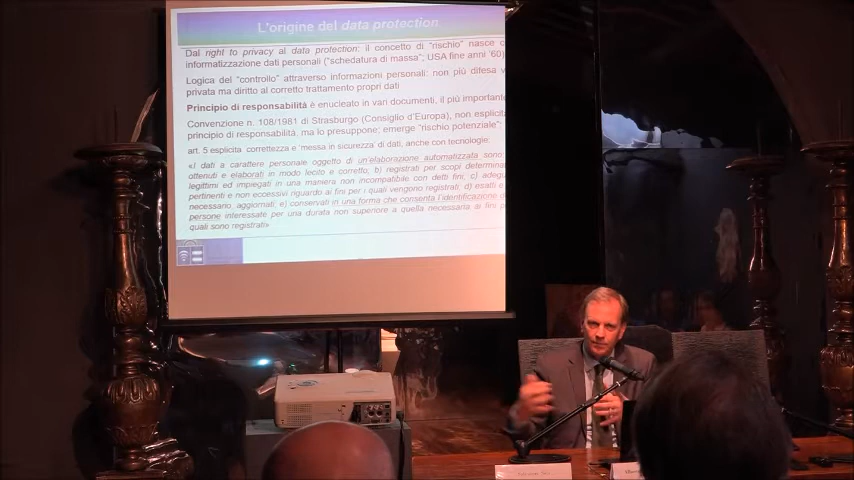 L'origine del data protection
Dal right to privacy al data protection: il concetto di "rischio" nasce
informatizzazione dati personali ("schedatura di massa"; USA fine anni '60)
Logica del "controllo" attraverso informazioni personali: non più difesa
privata ma diritto al corretto trattamento propri dati
Principio di responsabilità è enucleato in vari documenti, il più importante
Convenzione n. 108/1981 di Strasburgo (Consiglio d'Europa), non
principio di responsabilità, ma lo presuppone; emerge "rischio potenziale";
art. 5 esplicita correttezza e 'messa in sicurezza' di dati, anche con tecnologie:
«I dati a carattere personale oggetto di un'elaborazione automatizzata sono:
ottenuti e elaborati in modo lecito e corretto; b) registrati per scopi
legittimi ed impiegati in una maniera non incompatibile con detti fini; c)
pertinenti e non eccessivi riguardo ai fini per i quali vengono registrati; d) esatti e
necessario, aggiornati; e) conservati in una forma che consenta l'identificazione
persone interessate per una durata non superiore a quella necessaria ai fini
quali sono registrati»